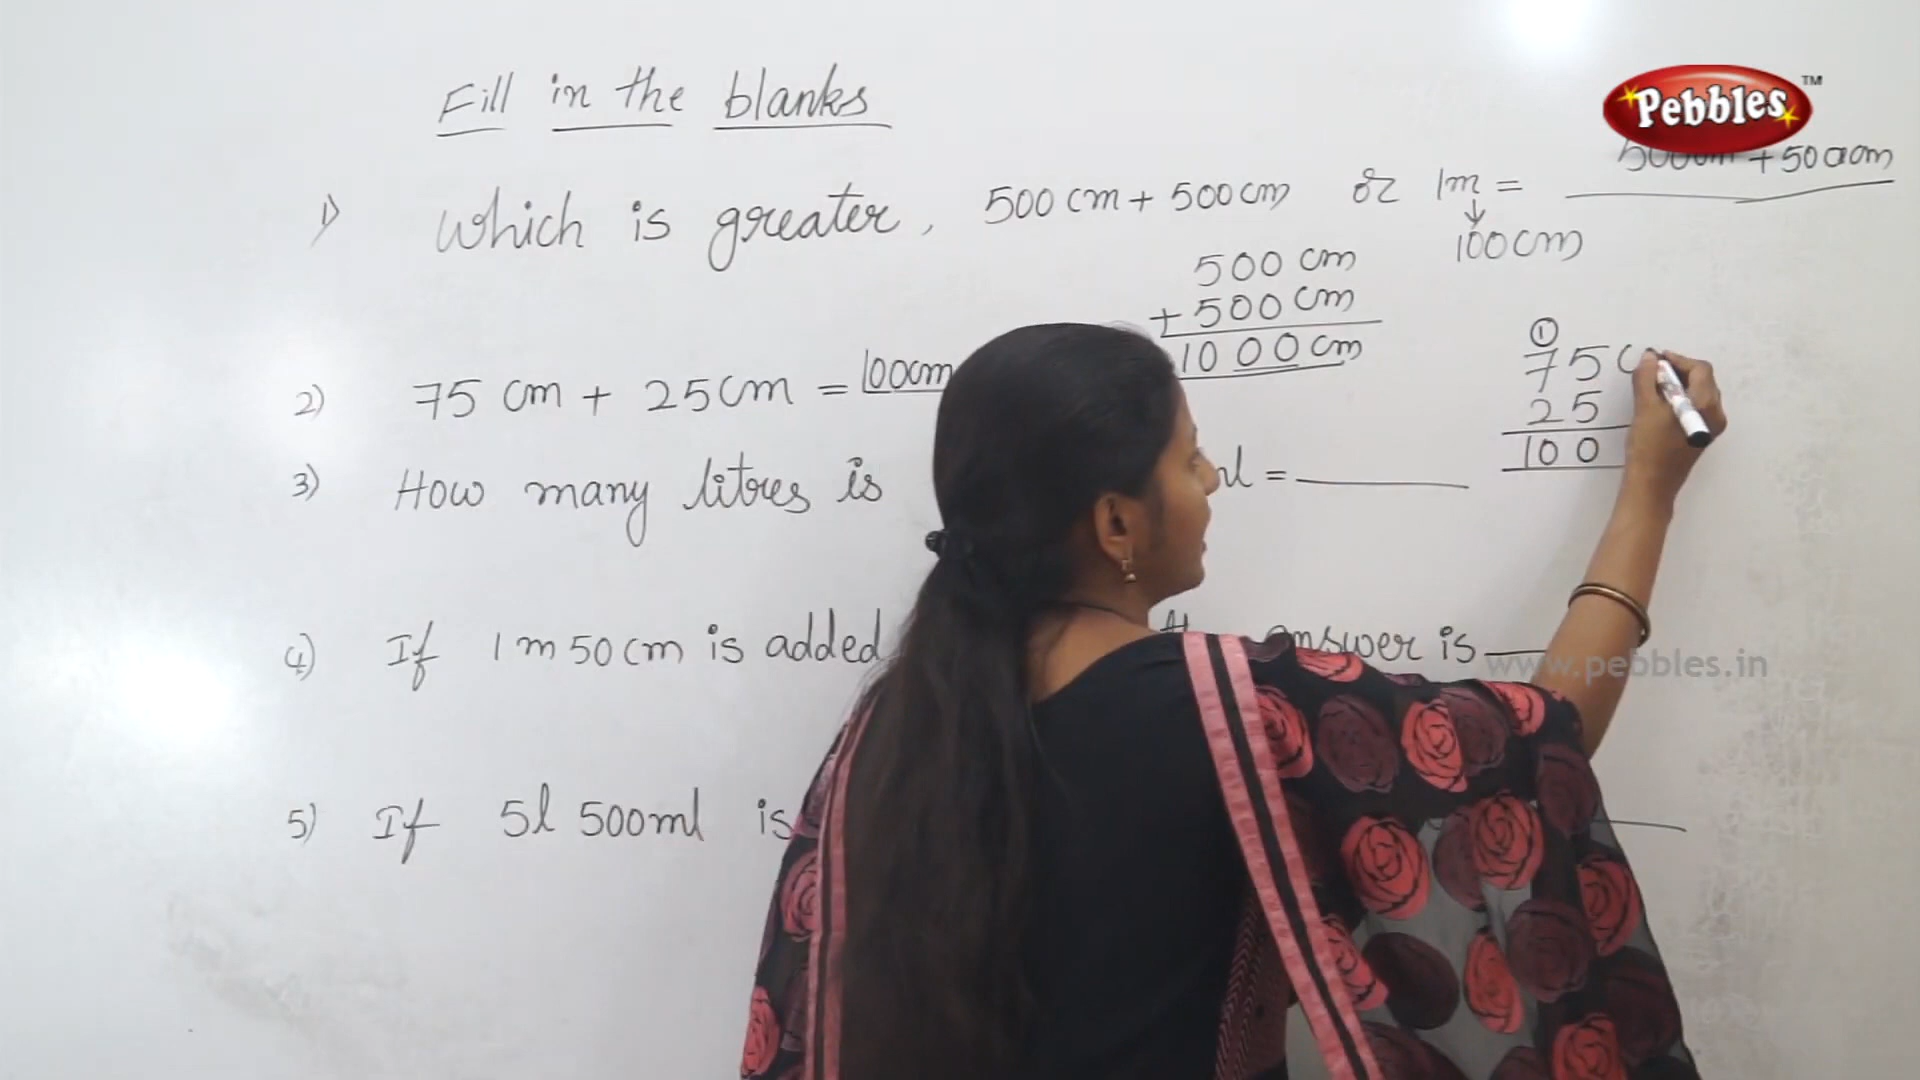 Fill in the blanks
Pebbles™
1) Which is greater, 500 cm + 500 cm or 1m = 500cm + 500cm
↓
100cm
500 cm
+ 500 cm
1000 cm
2) 75 cm + 25 cm = 100cm
1
75 c
25
100
3) How many litres is ml =
4) If 1 m 50 cm is added answer is
www.pebbles.in
5) If 5l 500ml is